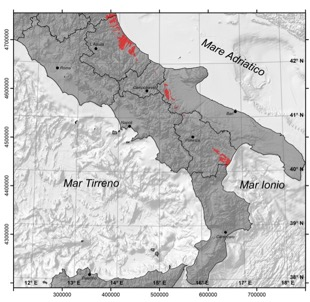 Mare Adriatico
Mar Tirreno
Mar Ionio
4700000
4600000
4500000
4400000
4300000
42° N
41° N
40° N
39° N
38° N
12° E
13° E
14° E
15° E
16° E
17° E
18° E
300000
400000
500000
600000
700000